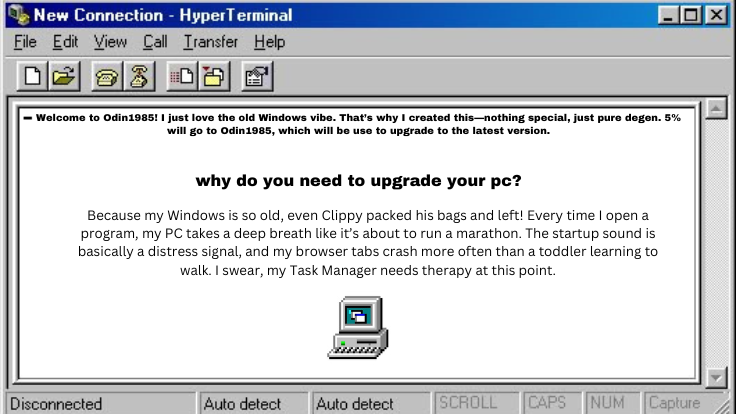 New Connection - HyperTerminal
File Edit View Call Transfer Help
– Welcome to Odin1985! I just love the old Windows vibe. That's why I created this—nothing special, just pure degen. 5%
will go to Odin1985, which will be use to upgrade to the latest version.
why do you need to upgrade your pc?
Because my Windows is so old, even Clippy packed his bags and left! Every time I open a
program, my PC takes a deep breath like it's about to run a marathon. The startup sound is
basically a distress signal, and my browser tabs crash more often than a toddler learning to
walk. I swear, my Task Manager needs therapy at this point.
Disconnected Auto detect Auto detect SCROLL CAPS NUM Capture